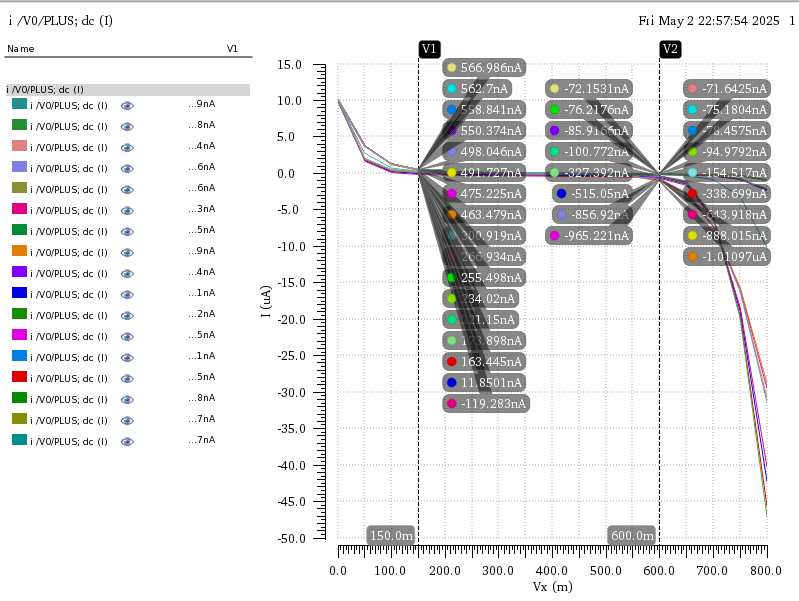 i /V0/PLUS; dc (I)
Fri May 2 22:57:54 2025 1
Name V1
i /V0/PLUS; dc (I)
i /V0/PLUS; dc (I) ...9nA
i /V0/PLUS; dc (I) ...8nA
i /V0/PLUS; dc (I) ...4nA
i /V0/PLUS; dc (I) ...6nA
i /V0/PLUS; dc (I) ...6nA
i /V0/PLUS; dc (I) ...3nA
i /V0/PLUS; dc (I) ...5nA
i /V0/PLUS; dc (I) ...9nA
i /V0/PLUS; dc (I) ...4nA
i /V0/PLUS; dc (I) ...1nA
i /V0/PLUS; dc (I) ...2nA
i /V0/PLUS; dc (I) ...5nA
i /V0/PLUS; dc (I) ...1nA
i /V0/PLUS; dc (I) ...5nA
i /V0/PLUS; dc (I) ...8nA
i /V0/PLUS; dc (I) ...7nA
i /V0/PLUS; dc (I) ...7nA
V1
V2
15.0
10.0
5.0
0.0
-5.0
-10.0
-15.0
-20.0
-25.0
-30.0
-35.0
-40.0
-45.0
-50.0
I (uA)
566.986nA
562.7nA
558.841nA
550.374nA
498.046nA
491.727nA
475.225nA
463.479nA
255.498nA
234.02nA
163.445nA
11.8501nA
-119.283nA
-72.1531nA
-76.2176nA
-85.9166nA
-100.772nA
-327.392nA
-515.05nA
-856.92nA
-965.221nA
-71.6425nA
-75.1804nA
-94.9792nA
-154.517nA
-643.918nA
-888.015nA
-1.01097uA
150.0m
600.0m
0.0 100.0 200.0 300.0 400.0 500.0 600.0 700.0 800.0
Vx (m)